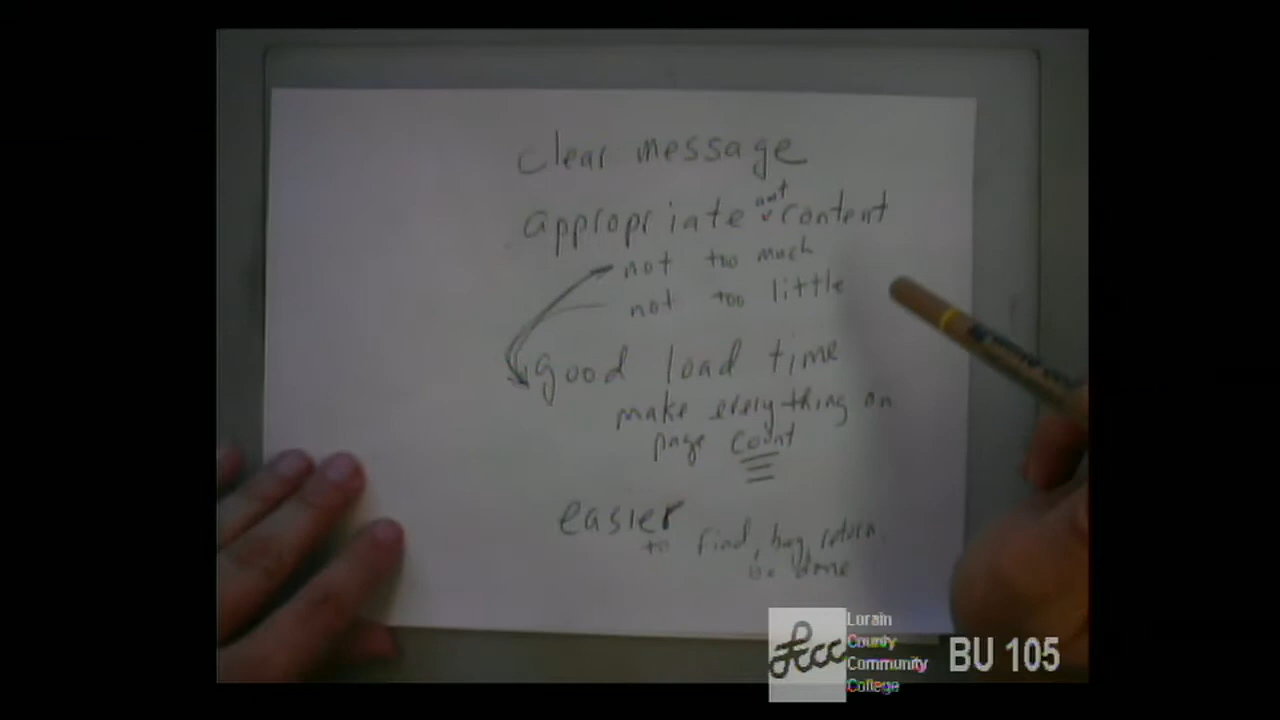 clear message
appropriate amt content
not too much
not too little
good load time
make everything on
page count
easier
to find, buy, return,
be done
Lorain
County
Community
College
BU 105
lccc